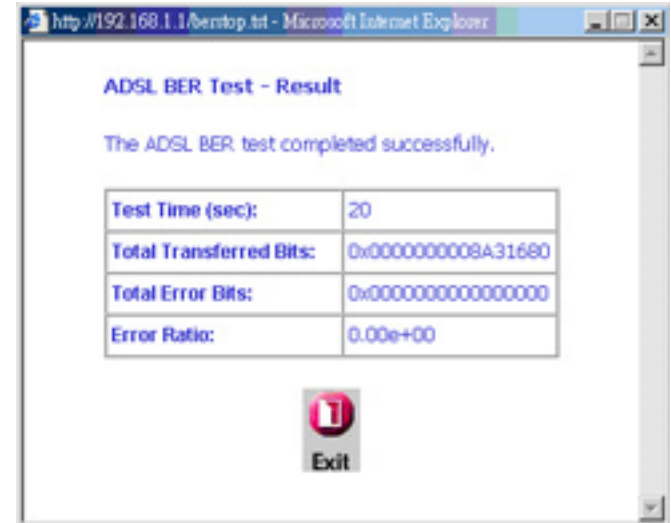 http://192.168.1.1/berstop.tst - Microsoft Internet Explorer
ADSL BER Test - Result
The ADSL BER test completed successfully.
Test Time (sec): 20
Total Transferred Bits: 0x0000000008A31680
Total Error Bits: 0x0000000000000000
Error Ratio: 0.00e+00
Exit